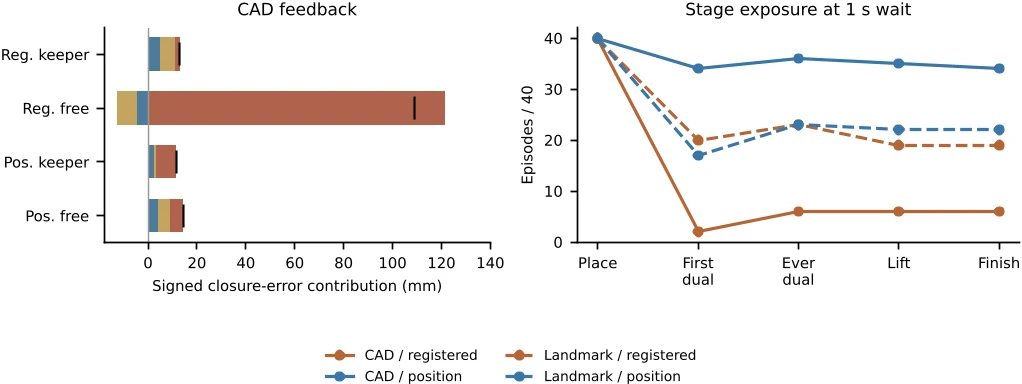 CAD feedback
Reg. keeper
Reg. free
Pos. keeper
Pos. free
0 20 40 60 80 100 120 140
Signed closure-error contribution (mm)
Stage exposure at 1 s wait
Episodes / 40
40
30
20
10
0
Place First dual Ever dual Lift Finish
CAD / registered
CAD / position
Landmark / registered
Landmark / position